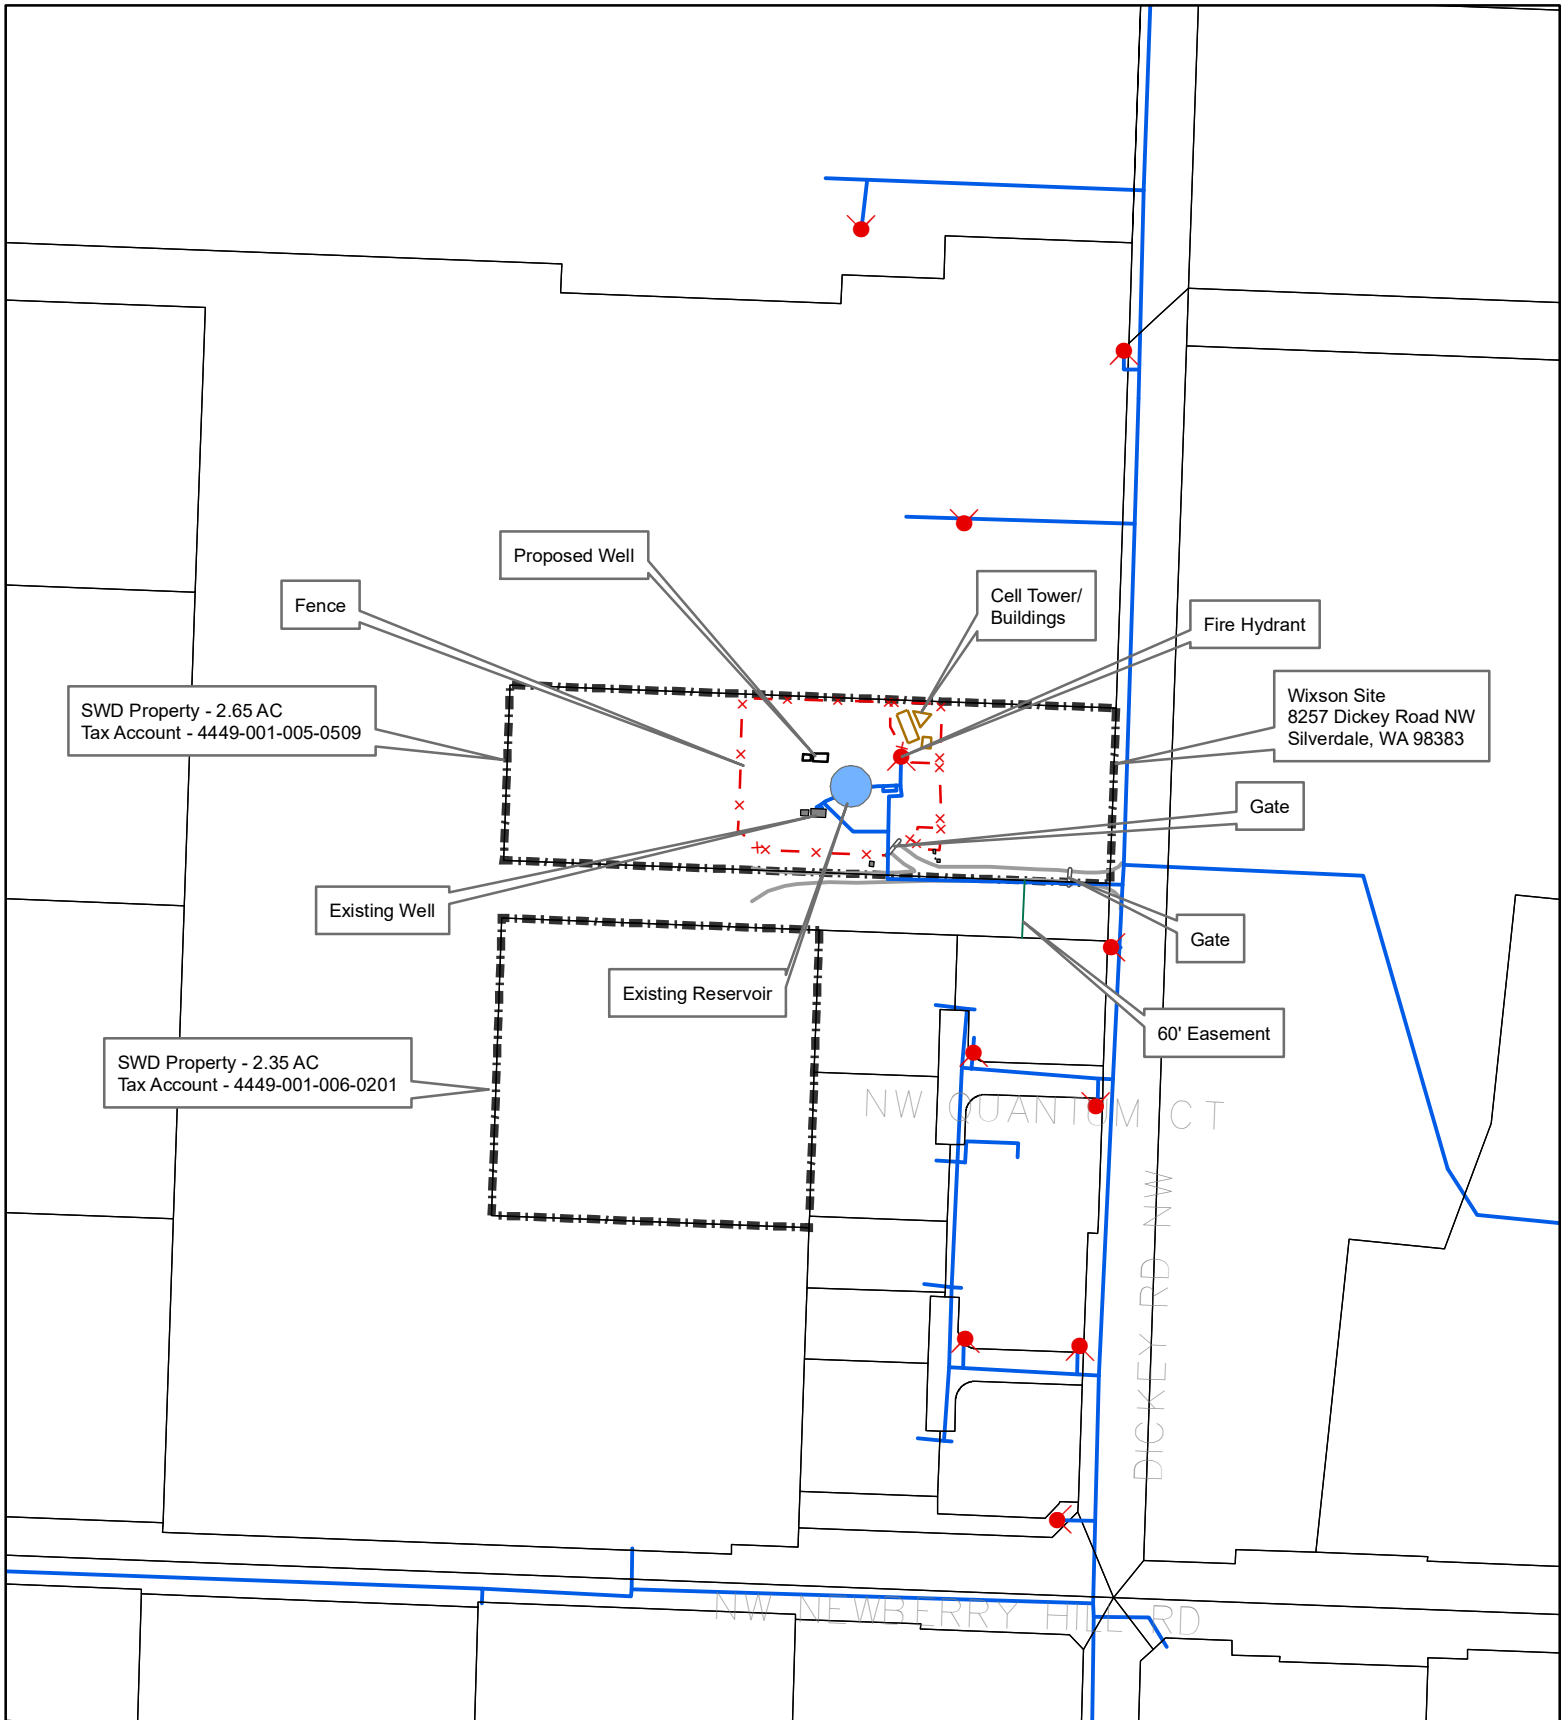 Proposed Well
Fence
Cell Tower/
Buildings
Fire Hydrant
SWD Property - 2.65 AC
Tax Account - 4449-001-005-0509
Wixson Site
8257 Dickey Road NW
Silverdale, WA 98383
Gate
Existing Well
Gate
Existing Reservoir
60' Easement
SWD Property - 2.35 AC
Tax Account - 4449-001-006-0201
NW QUANTUM CT
DICKEY RD NW
NW NEWBERRY HILL RD